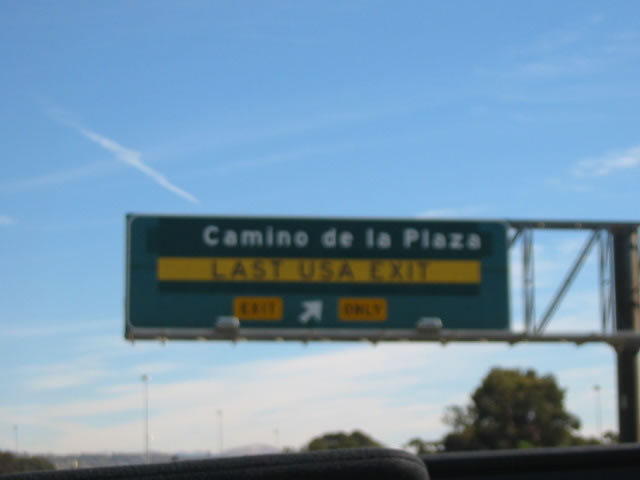 Camino de la Plaza
LAST USA EXIT
EXIT ONLY